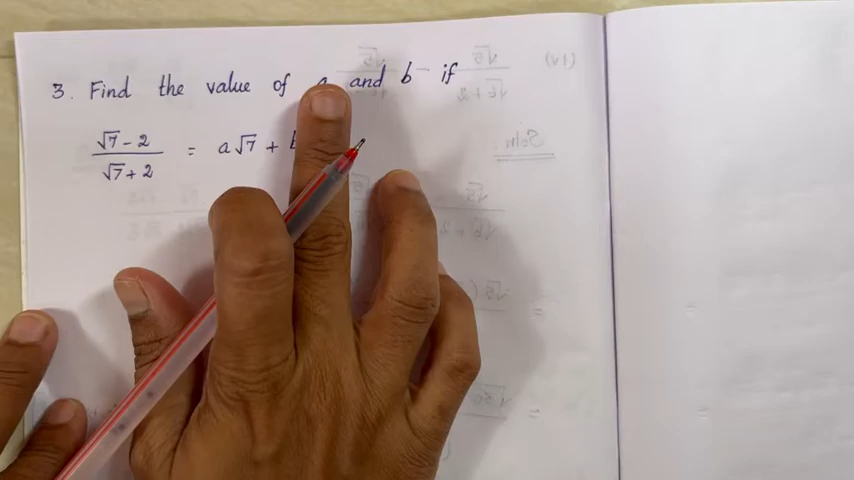 3. Find the value of a and b if
√7 - 2 / √7 + 2 = a√7 + b